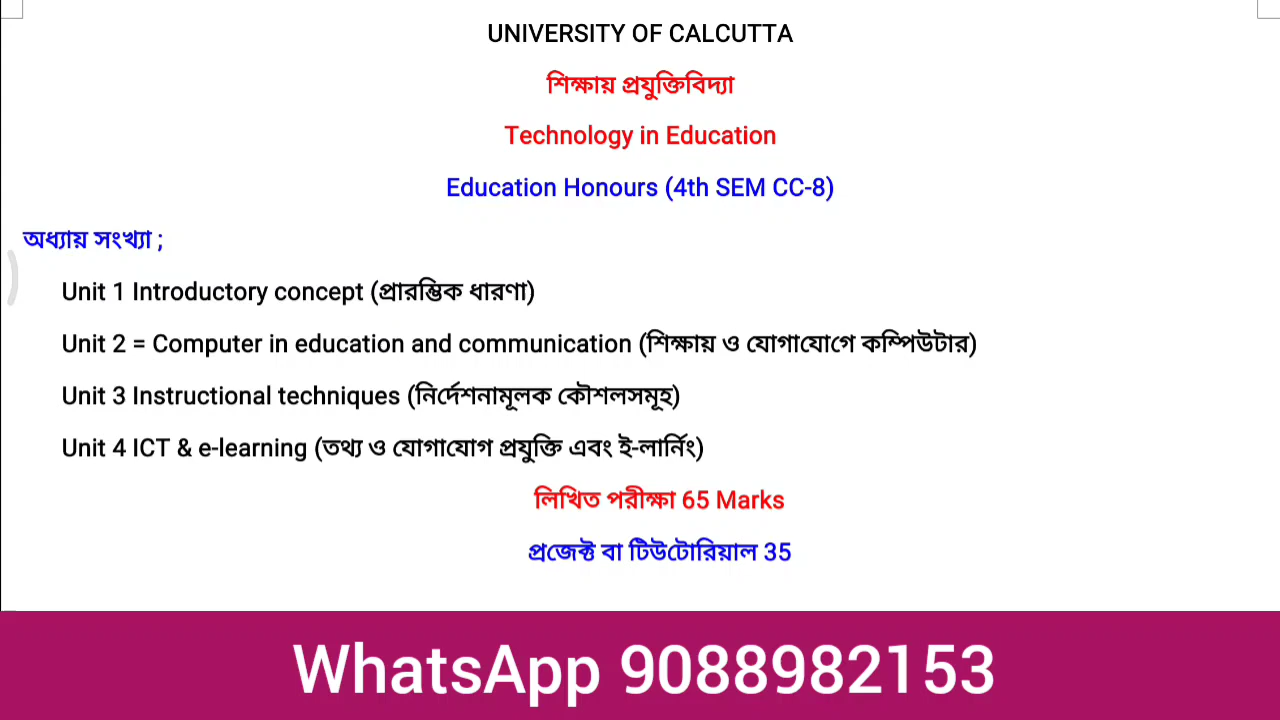 UNIVERSITY OF CALCUTTA
শিক্ষায় প্রযুক্তিবিদ্যা
Technology in Education
Education Honours (4th SEM CC-8)
অধ্যায় সংখ্যা ;
Unit 1 Introductory concept (প্রারম্ভিক ধারণা)
Unit 2 = Computer in education and communication (শিক্ষায় ও যোগাযোগে কম্পিউটার)
Unit 3 Instructional techniques (নির্দেশনামূলক কৌশলসমূহ)
Unit 4 ICT & e-learning (তথ্য ও যোগাযোগ প্রযুক্তি এবং ই-লার্নিং)
লিখিত পরীক্ষা 65 Marks
প্রজেক্ট বা টিউটোরিয়াল 35
WhatsApp 9088982153